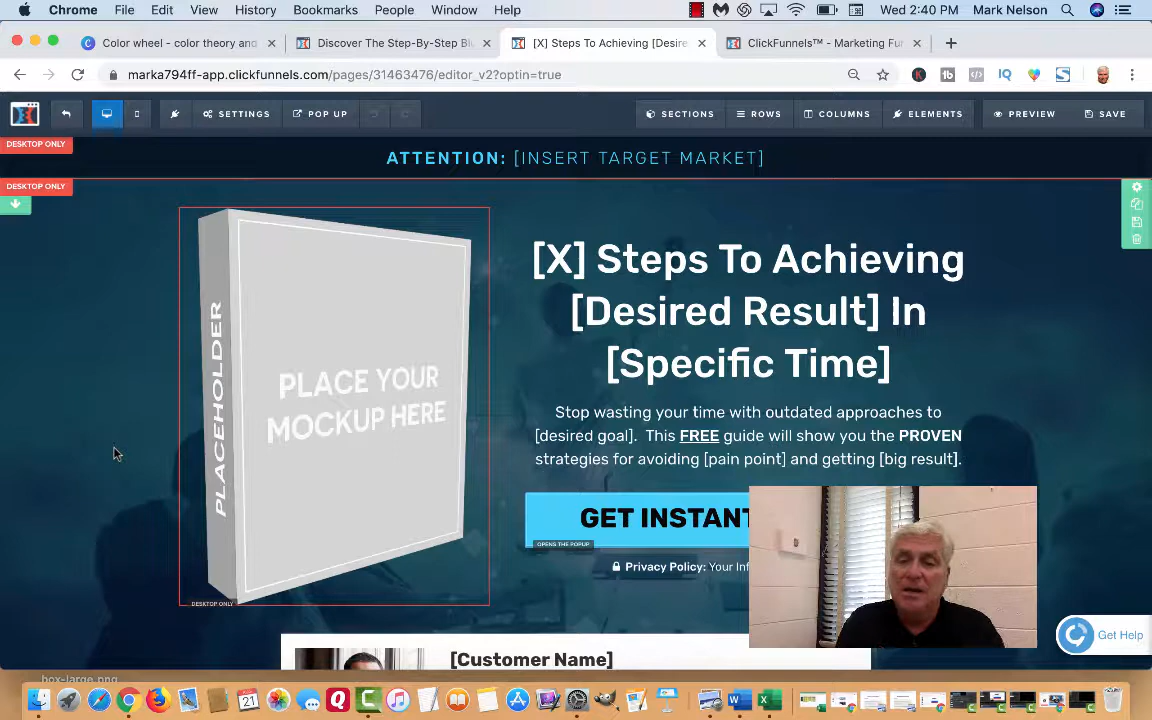 Chrome File Edit View History Bookmarks People Window Help Wed 2:40 PM Mark Nelson
Color wheel - color theory and
Discover The Step-By-Step Bl
[X] Steps To Achieving [Desire
ClickFunnels™ - Marketing Fun
marka794ff-app.clickfunnels.com/pages/31463476/editor_v2?optin=true
SETTINGS POP UP SECTIONS ROWS COLUMNS ELEMENTS PREVIEW SAVE
DESKTOP ONLY
ATTENTION: [INSERT TARGET MARKET]
DESKTOP ONLY
PLACEHOLDER
PLACE YOUR
MOCKUP HERE
DESKTOP ONLY
[X] Steps To Achieving
[Desired Result] In
[Specific Time]
Stop wasting your time with outdated approaches to
[desired goal]. This FREE guide will show you the PROVEN
strategies for avoiding [pain point] and getting [big result].
GET INSTANT
OPENS THE POPUP
Privacy Policy: Your Inf
[Customer Name]
Get Help
box-large.png